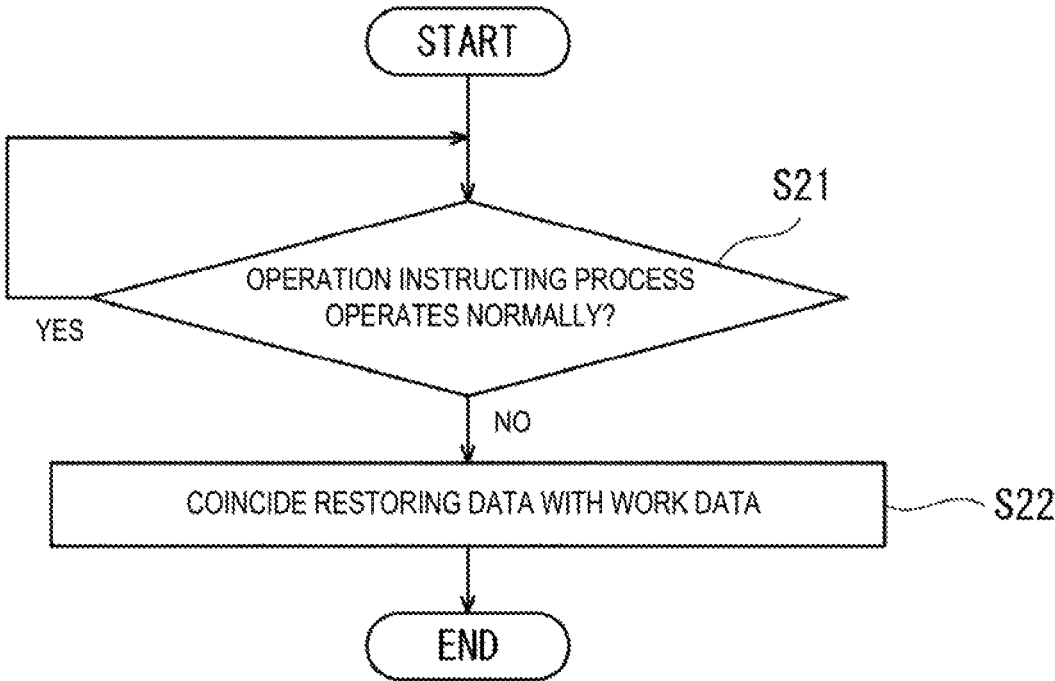 START
S21
OPERATION INSTRUCTING PROCESS
OPERATES NORMALLY?
YES
NO
COINCIDE RESTORING DATA WITH WORK DATA
S22
END